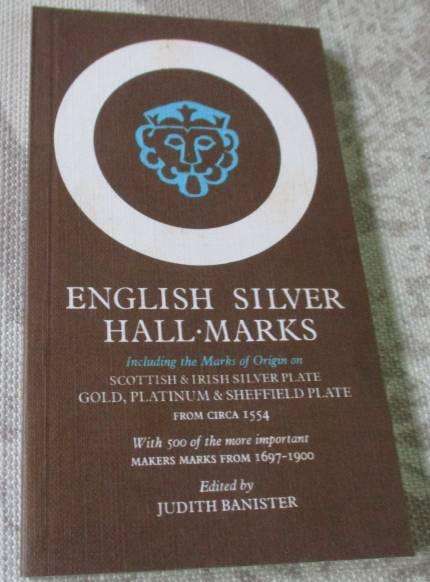 ENGLISH SILVER
HALL·MARKS
Including the Marks of Origin on
SCOTTISH & IRISH SILVER PLATE
GOLD, PLATINUM & SHEFFIELD PLATE
FROM CIRCA 1554
With 500 of the more important
MAKERS MARKS FROM 1697-1900
Edited by
JUDITH BANISTER